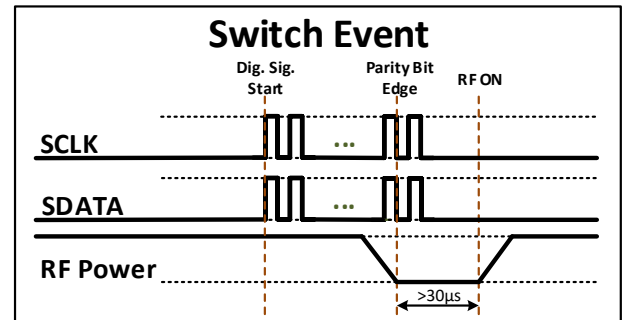 Switch Event
Dig. Sig.
Start
Parity Bit
Edge
RF ON
SCLK
...
SDATA
...
RF Power
>30µs